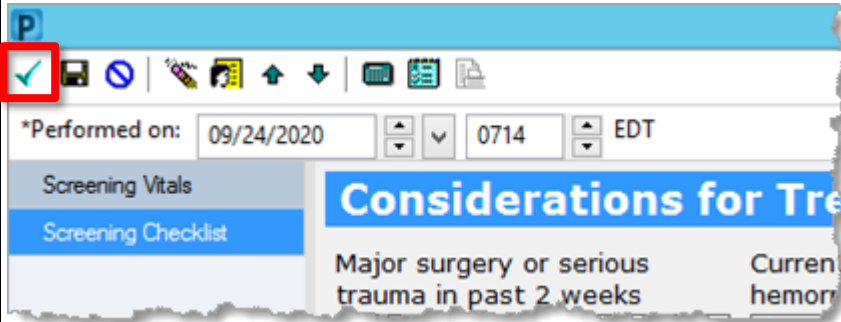 P
*Performed on: 09/24/2020 0714 EDT
Screening Vitals
Screening Checklist
Considerations for Tre
Major surgery or serious
trauma in past 2 weeks
Curren
hemorr